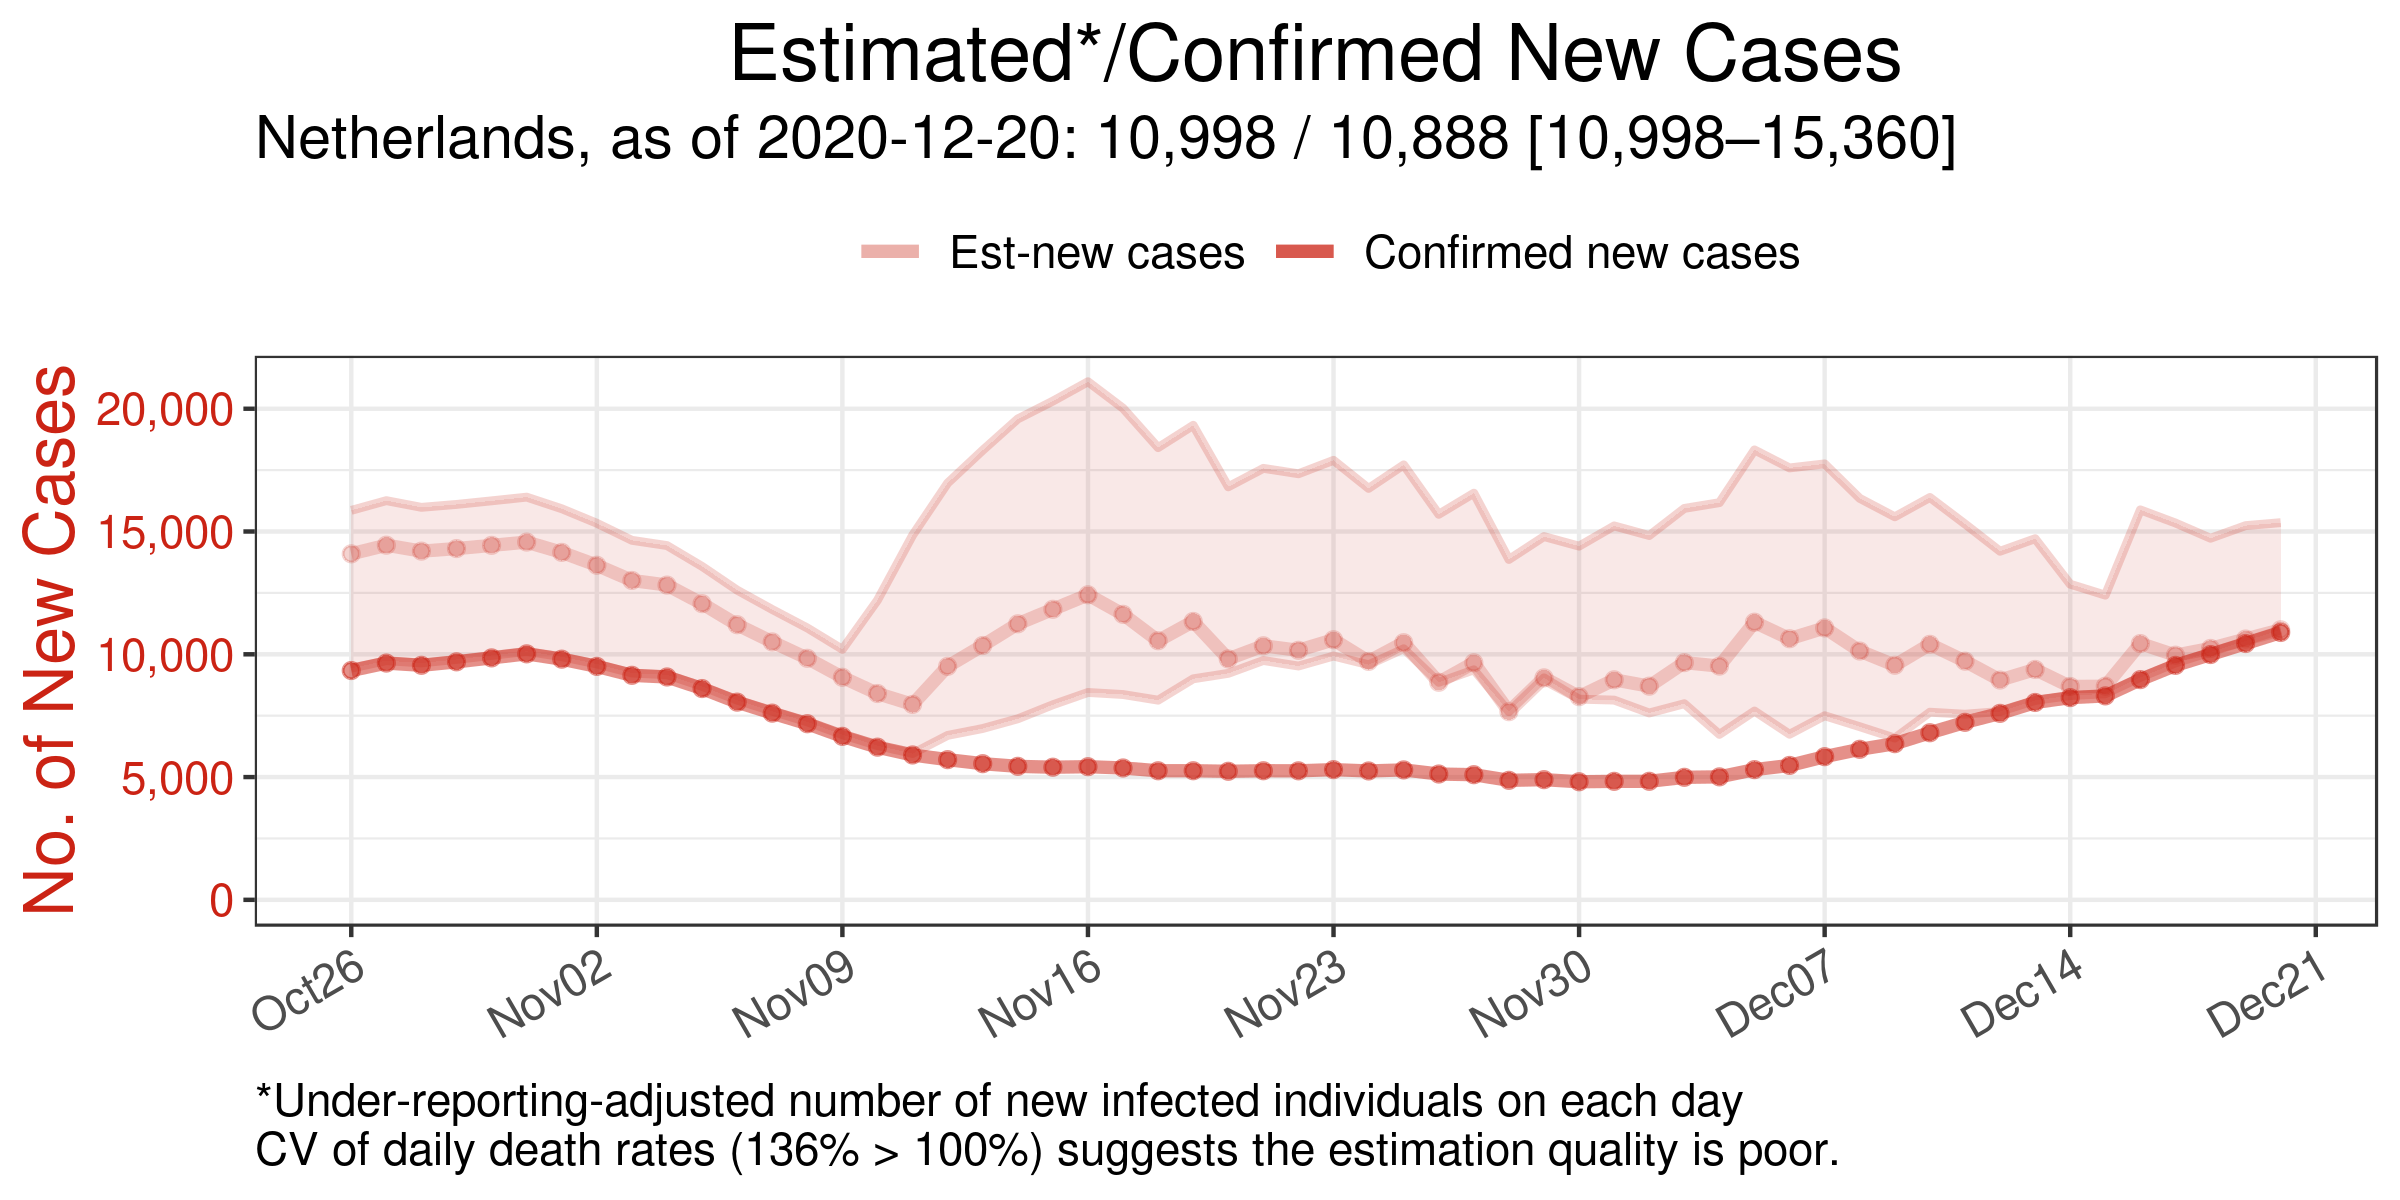 Estimated*/Confirmed New Cases
Netherlands, as of 2020-12-20: 10,998 / 10,888 [10,998–15,360]
Est-new cases
Confirmed new cases
No. of New Cases
20,000
15,000
10,000
5,000
0
Oct26
Nov02
Nov09
Nov16
Nov23
Nov30
Dec07
Dec14
Dec21
*Under-reporting-adjusted number of new infected individuals on each day
CV of daily death rates (136% > 100%) suggests the estimation quality is poor.